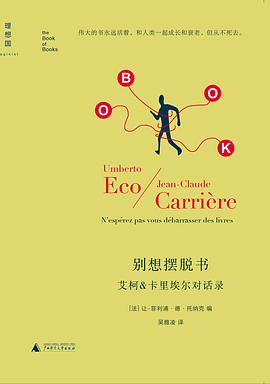 理想国
imaginist
the
Book
of
Books
伟大的书永远活着,和人类一起成长和衰老,但从不死去。
B
O
O
K
Umberto
Eco/Jean-Claude
Carrière
N'espérez pas vous débarrasser des livres
别想摆脱书
艾柯&卡里埃尔对话录
[法] 让-菲利浦·德·托纳克 编
吴雅凌 译
广西师范大学出版社